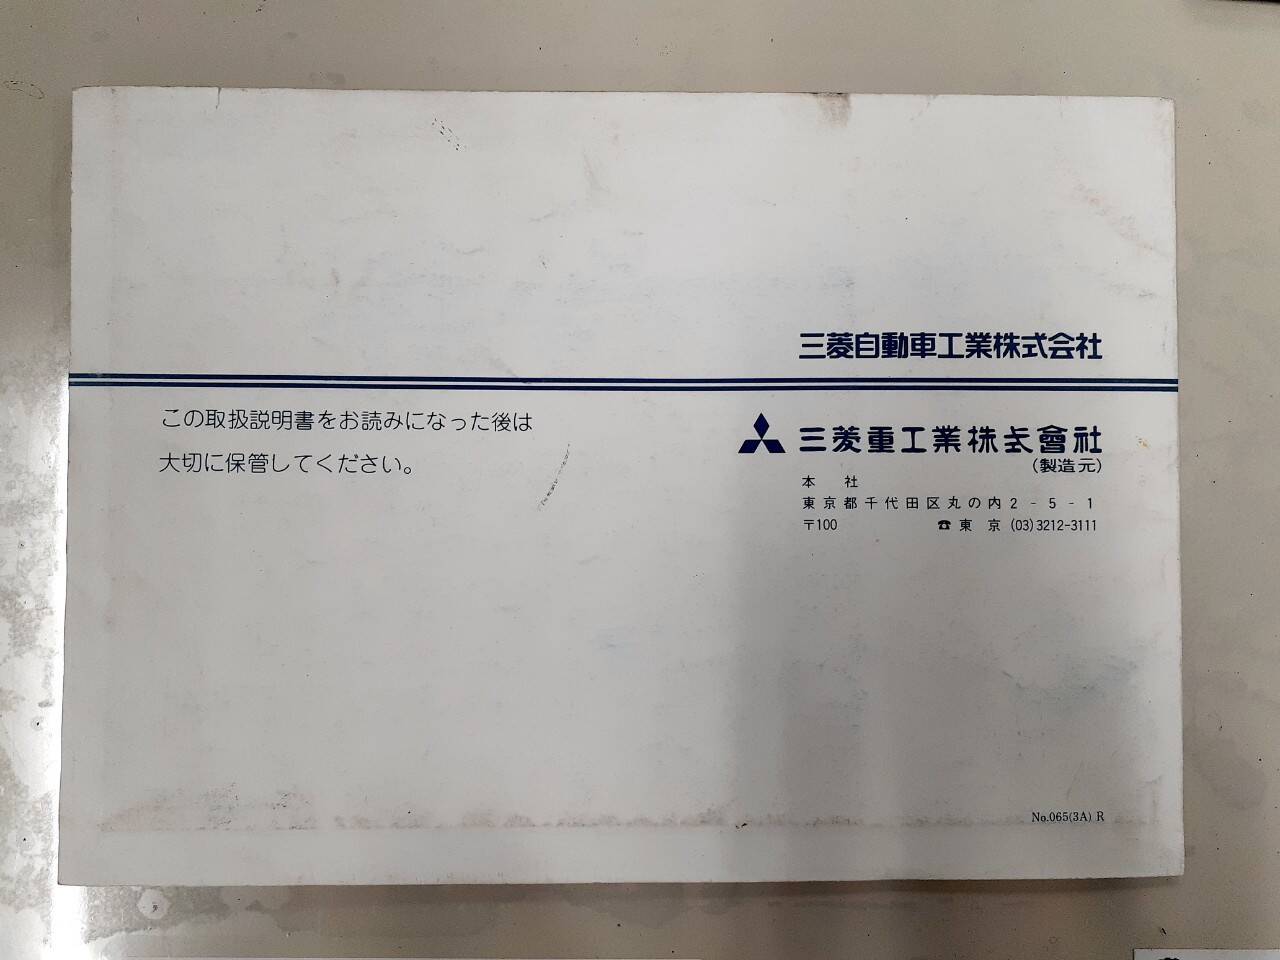 三菱自動車工業株式会社
この取扱説明書をお読みになった後は
大切に保管してください。
三菱重工業株式會社
(製造元)
本 社
東京都千代田区丸の内2-5-1
〒100 ☎東 京 (03)3212-3111
No.065(3A) R